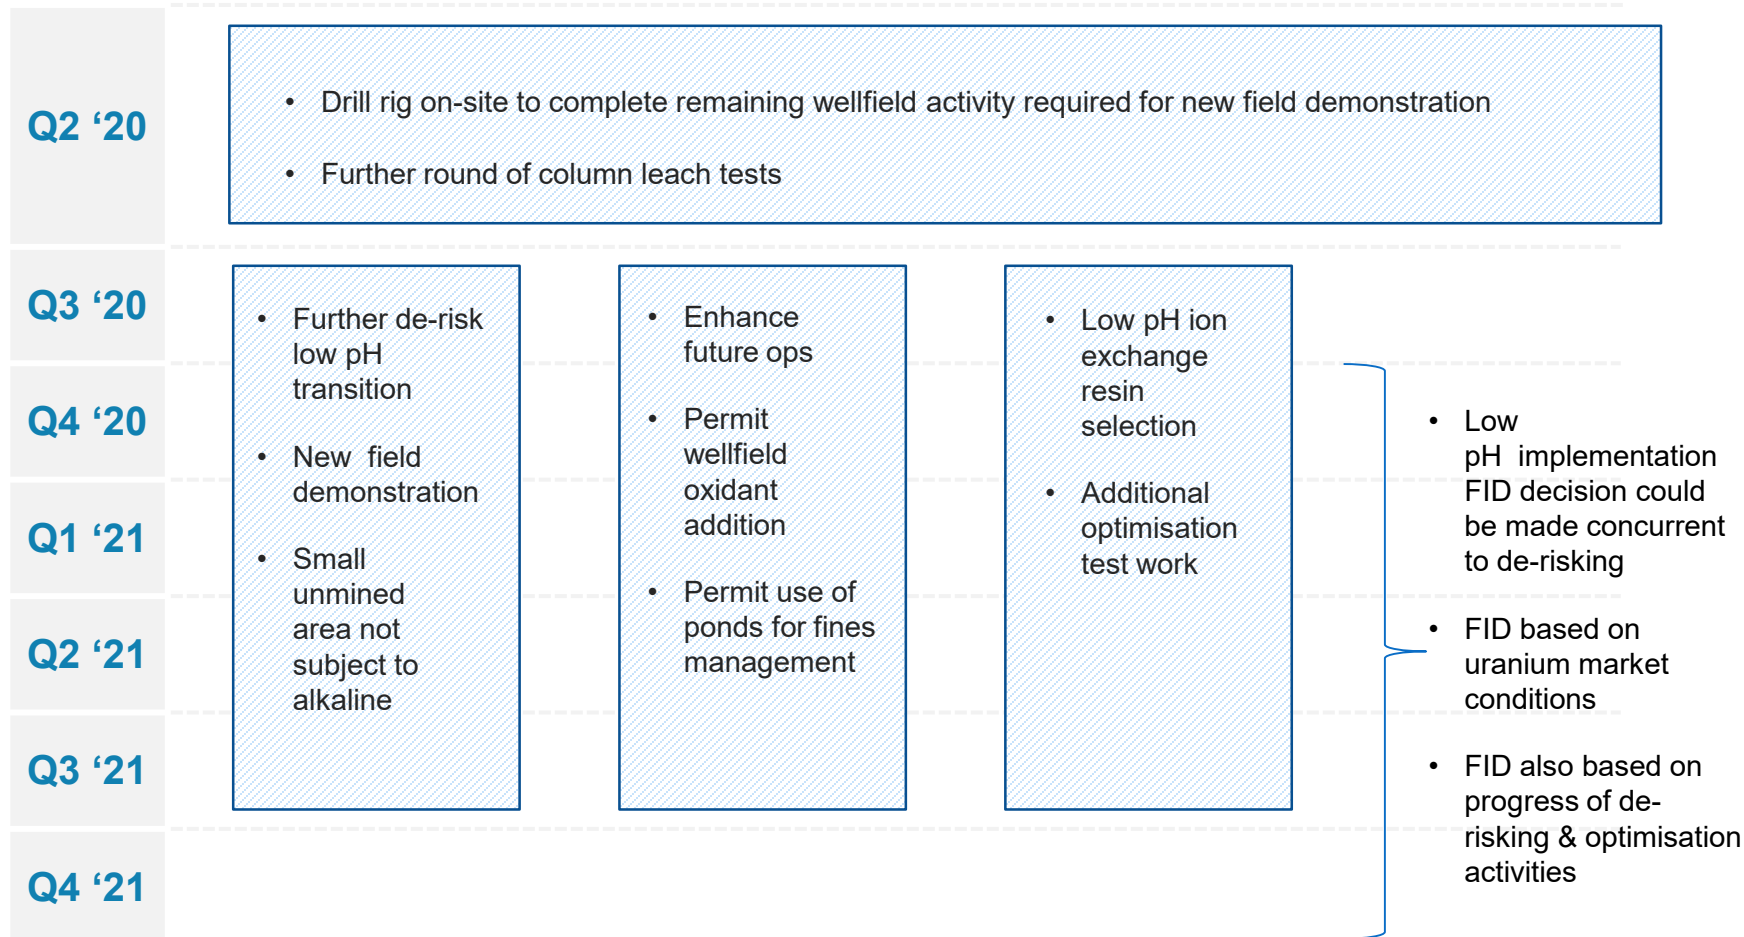 Q2 ‘20
• Drill rig on-site to complete remaining wellfield activity required for new field demonstration
• Further round of column leach tests
Q3 ‘20
Q4 ‘20
Q1 ‘21
Q2 ‘21
Q3 ‘21
Q4 ‘21
• Further de-risk
low pH
transition
• New field
demonstration
• Small
unmined
area not
subject to
alkaline
• Enhance
future ops
• Permit
wellfield
oxidant
addition
• Permit use of
ponds for fines
management
• Low pH ion
exchange
resin
selection
• Additional
optimisation
test work
• Low
pH implementation
FID decision could
be made concurrent
to de-risking
• FID based on
uranium market
conditions
• FID also based on
progress of de-
risking & optimisation
activities